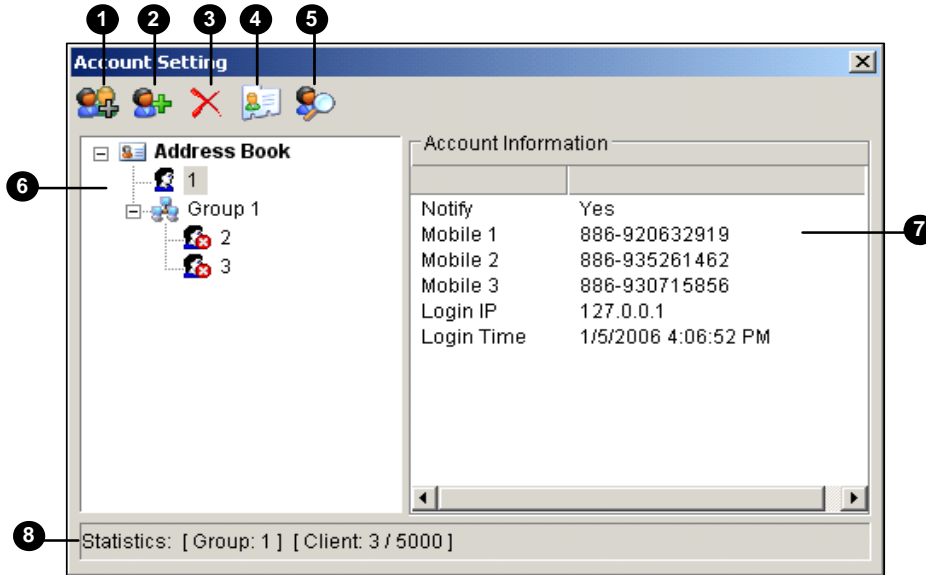 1 2 3 4 5
Account Setting
Address Book
1
Group 1
2
3
6
Account Information
Notify Yes
Mobile 1 886-920632919
Mobile 2 886-935261462
Mobile 3 886-930715856
Login IP 127.0.0.1
Login Time 1/5/2006 4:06:52 PM
7
8
Statistics: [ Group: 1 ] [ Client: 3 / 5000 ]